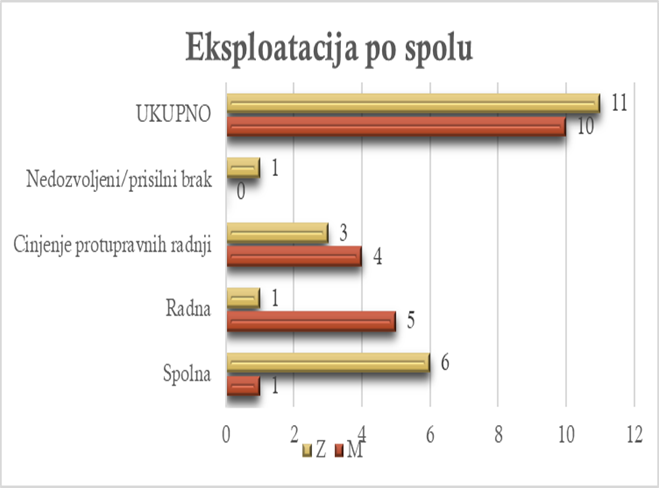 Eksploatacija po spolu
UKUPNO
11
10
Nedozvoljeni/prisilni brak
1
0
Cinjenje protupravnih radnji
3
4
Radna
1
5
Spolna
6
1
0 2 4 6 8 10 12
Z M